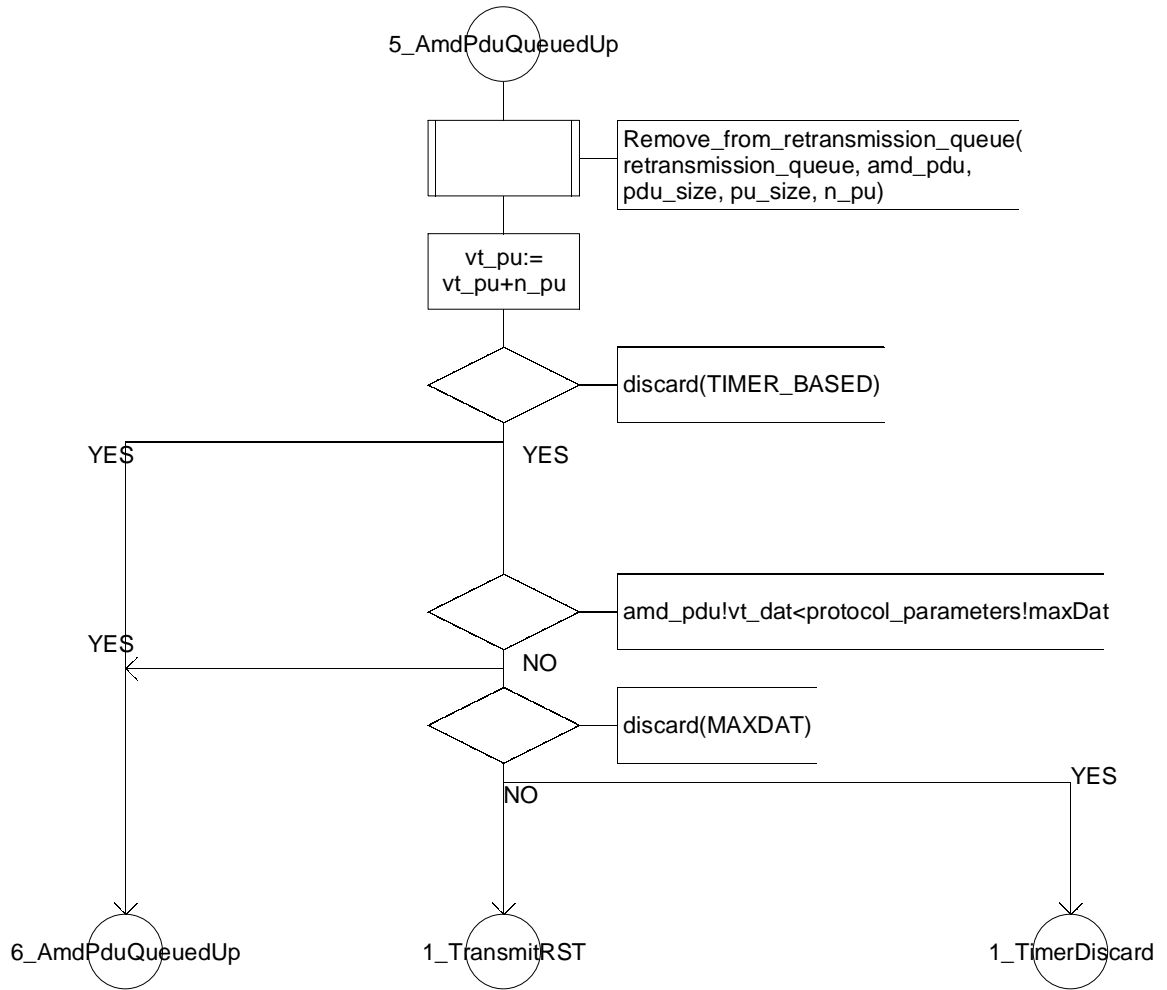 5_AmdPduQueuedUp
Remove_from_retransmission_queue(
retransmission_queue, amd_pdu,
pdu_size, pu_size, n_pu)
vt_pu:=
vt_pu+n_pu
discard(TIMER_BASED)
YES
YES
amd_pdu!vt_dat<protocol_parameters!maxDat
YES
NO
discard(MAXDAT)
NO
YES
6_AmdPduQueuedUp
1_TransmitRST
1_TimerDiscard